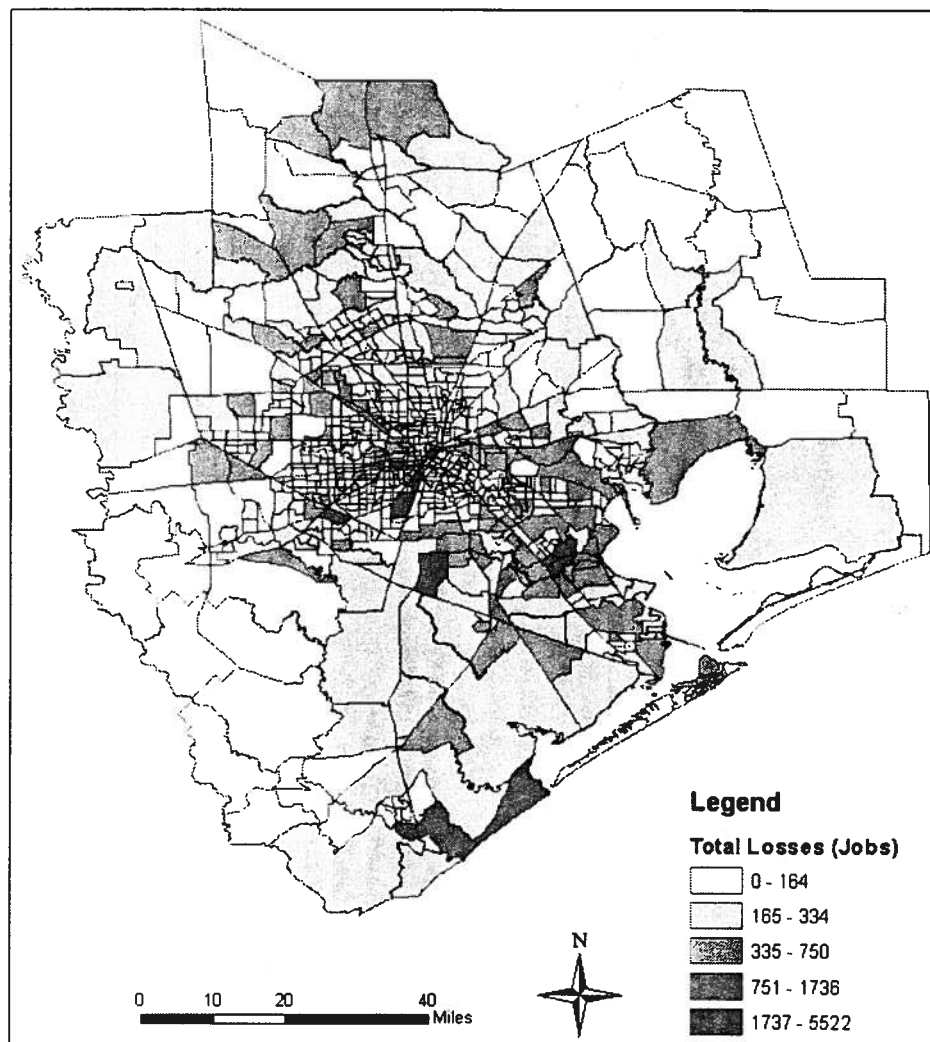 Legend
Total Losses (Jobs)
0 - 164
165 - 334
335 - 750
751 - 1736
1737 - 5522
N
0 10 20 40
Miles